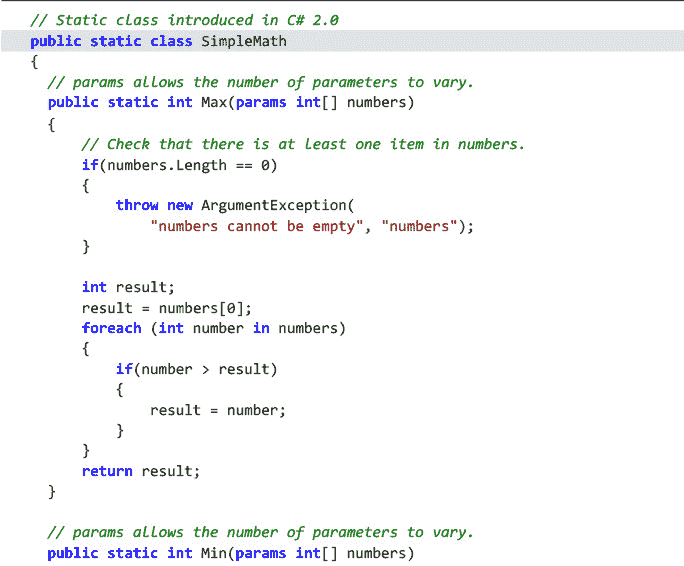 // Static class introduced in C# 2.0
public static class SimpleMath
{
// params allows the number of parameters to vary.
public static int Max(params int[] numbers)
{
// Check that there is at least one item in numbers.
if(numbers.Length == 0)
{
throw new ArgumentException(
"numbers cannot be empty", "numbers");
}
int result;
result = numbers[0];
foreach (int number in numbers)
{
if(number > result)
{
result = number;
}
}
return result;
}
// params allows the number of parameters to vary.
public static int Min(params int[] numbers)